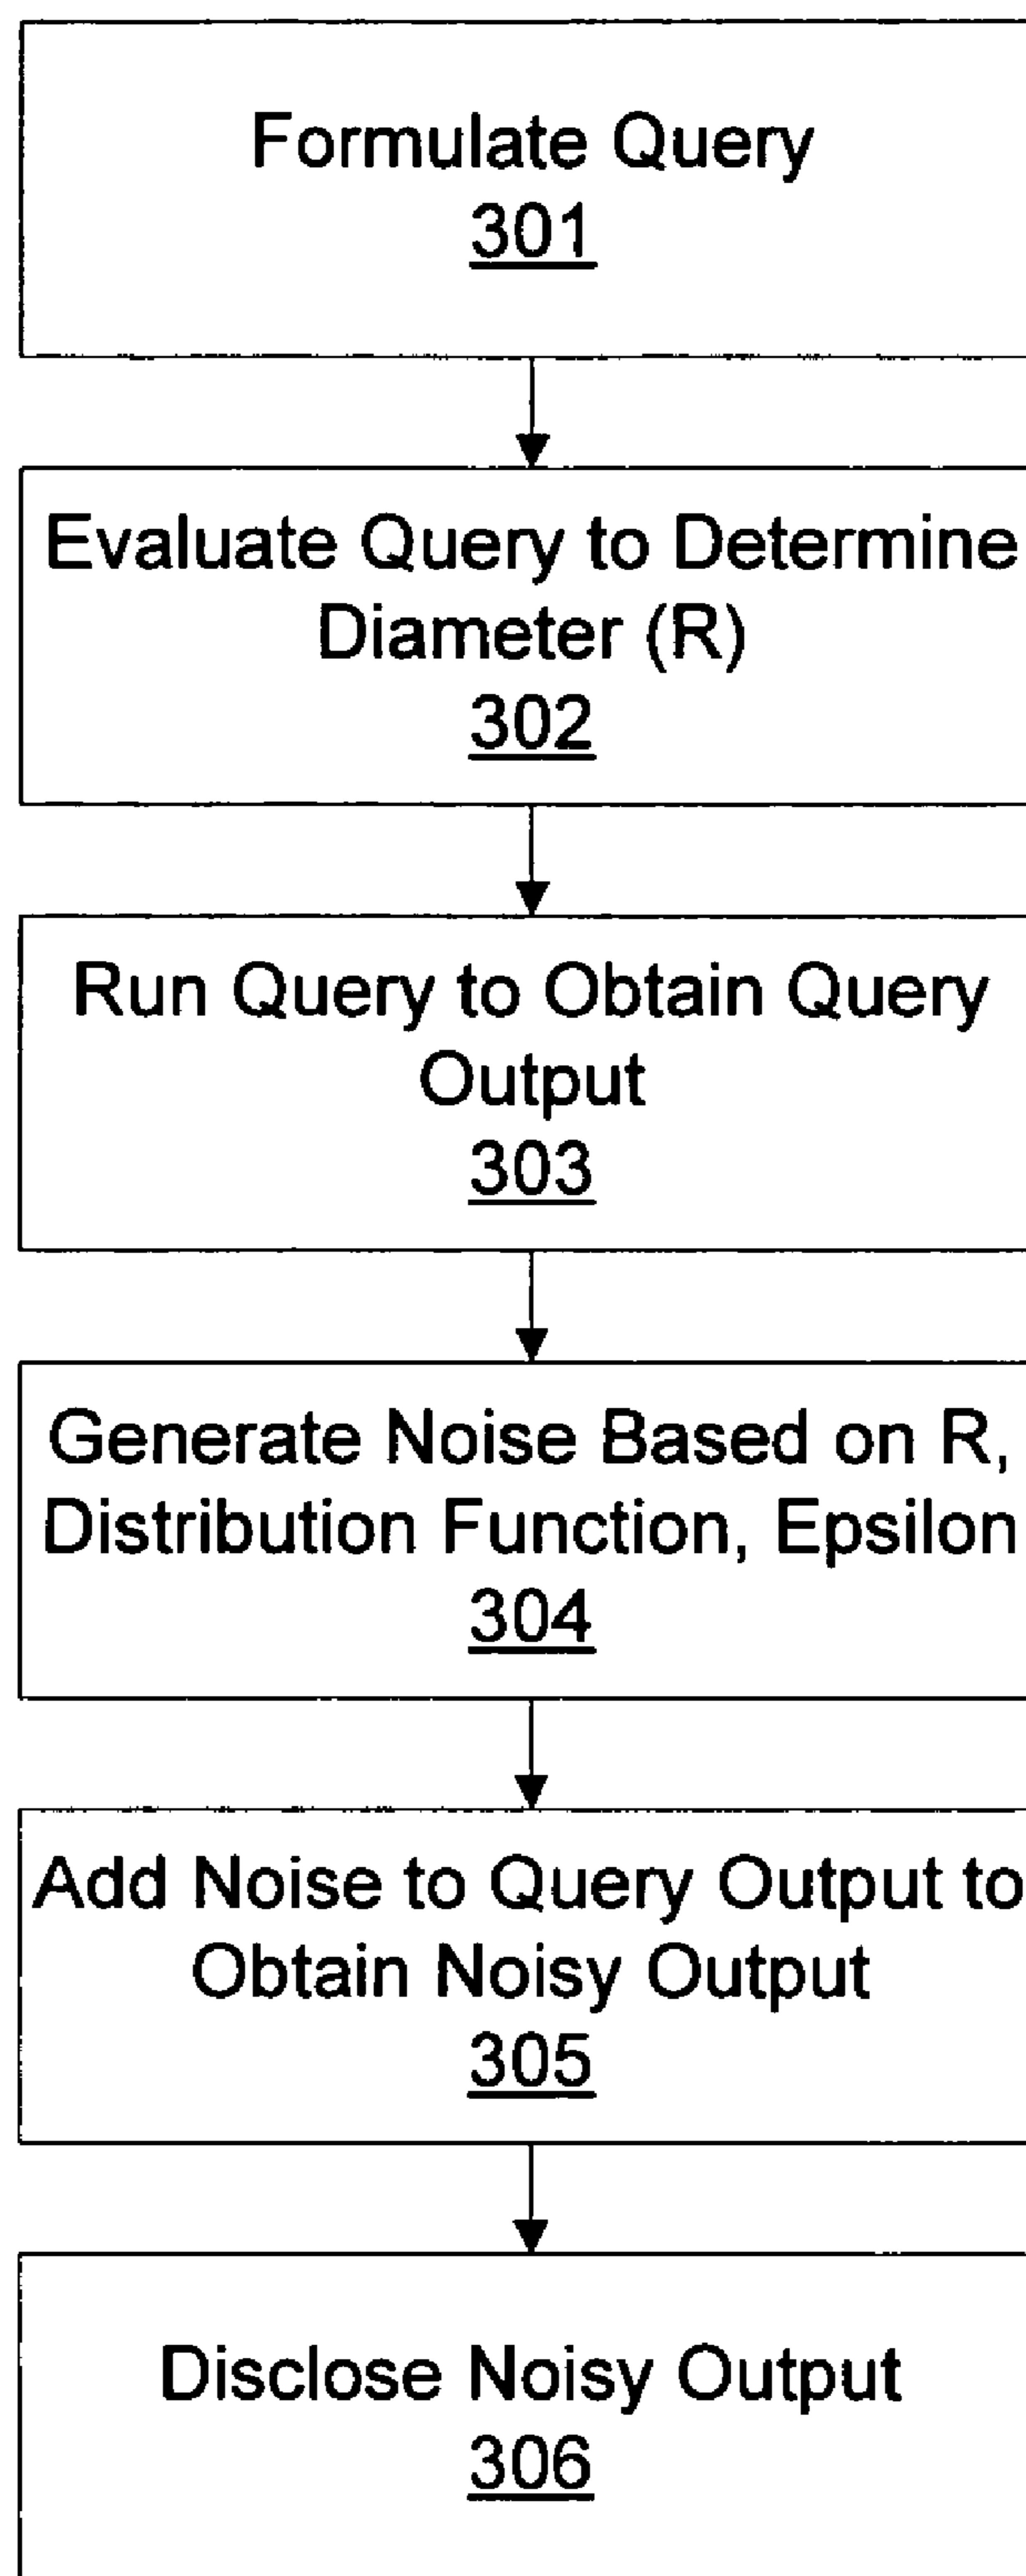 Formulate Query
301
Evaluate Query to Determine
Diameter (R)
302
Run Query to Obtain Query
Output
303
Generate Noise Based on R,
Distribution Function, Epsilon
304
Add Noise to Query Output to
Obtain Noisy Output
305
Disclose Noisy Output
306